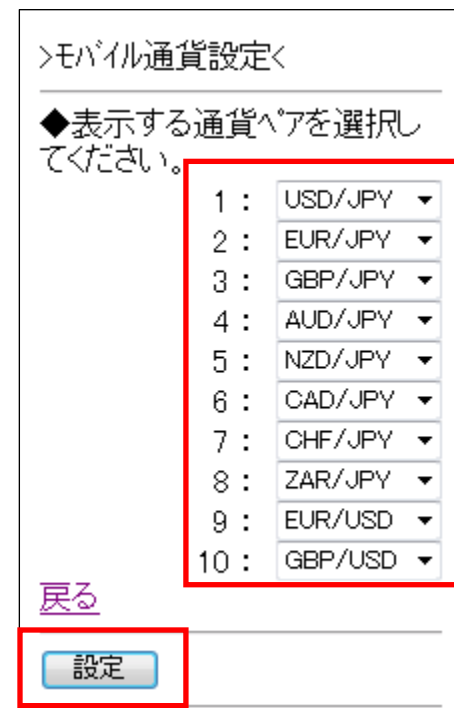 >モバイル通貨設定<
◆表示する通貨ペアを選択し
てください。
1： USD/JPY
2： EUR/JPY
3： GBP/JPY
4： AUD/JPY
5： NZD/JPY
6： CAD/JPY
7： CHF/JPY
8： ZAR/JPY
9： EUR/USD
10： GBP/USD
戻る
設定